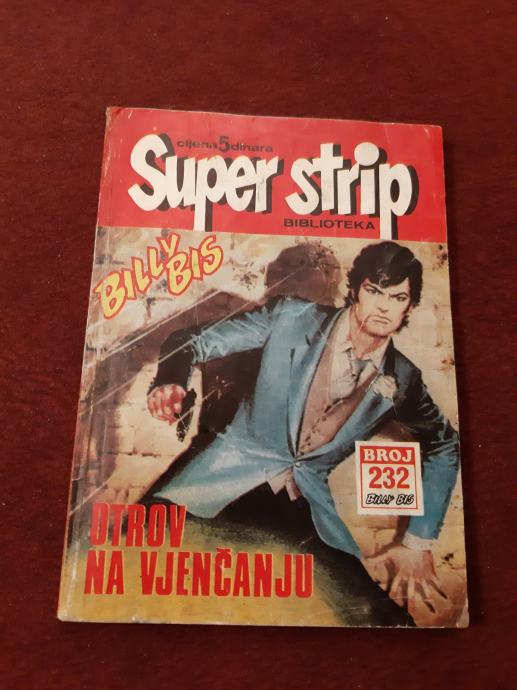 cijena 5 dinara
Super strip
BIBLIOTEKA
BILLY
BIS
BROJ
232
BILLY BIS
OTROV
NA VJENČANJU